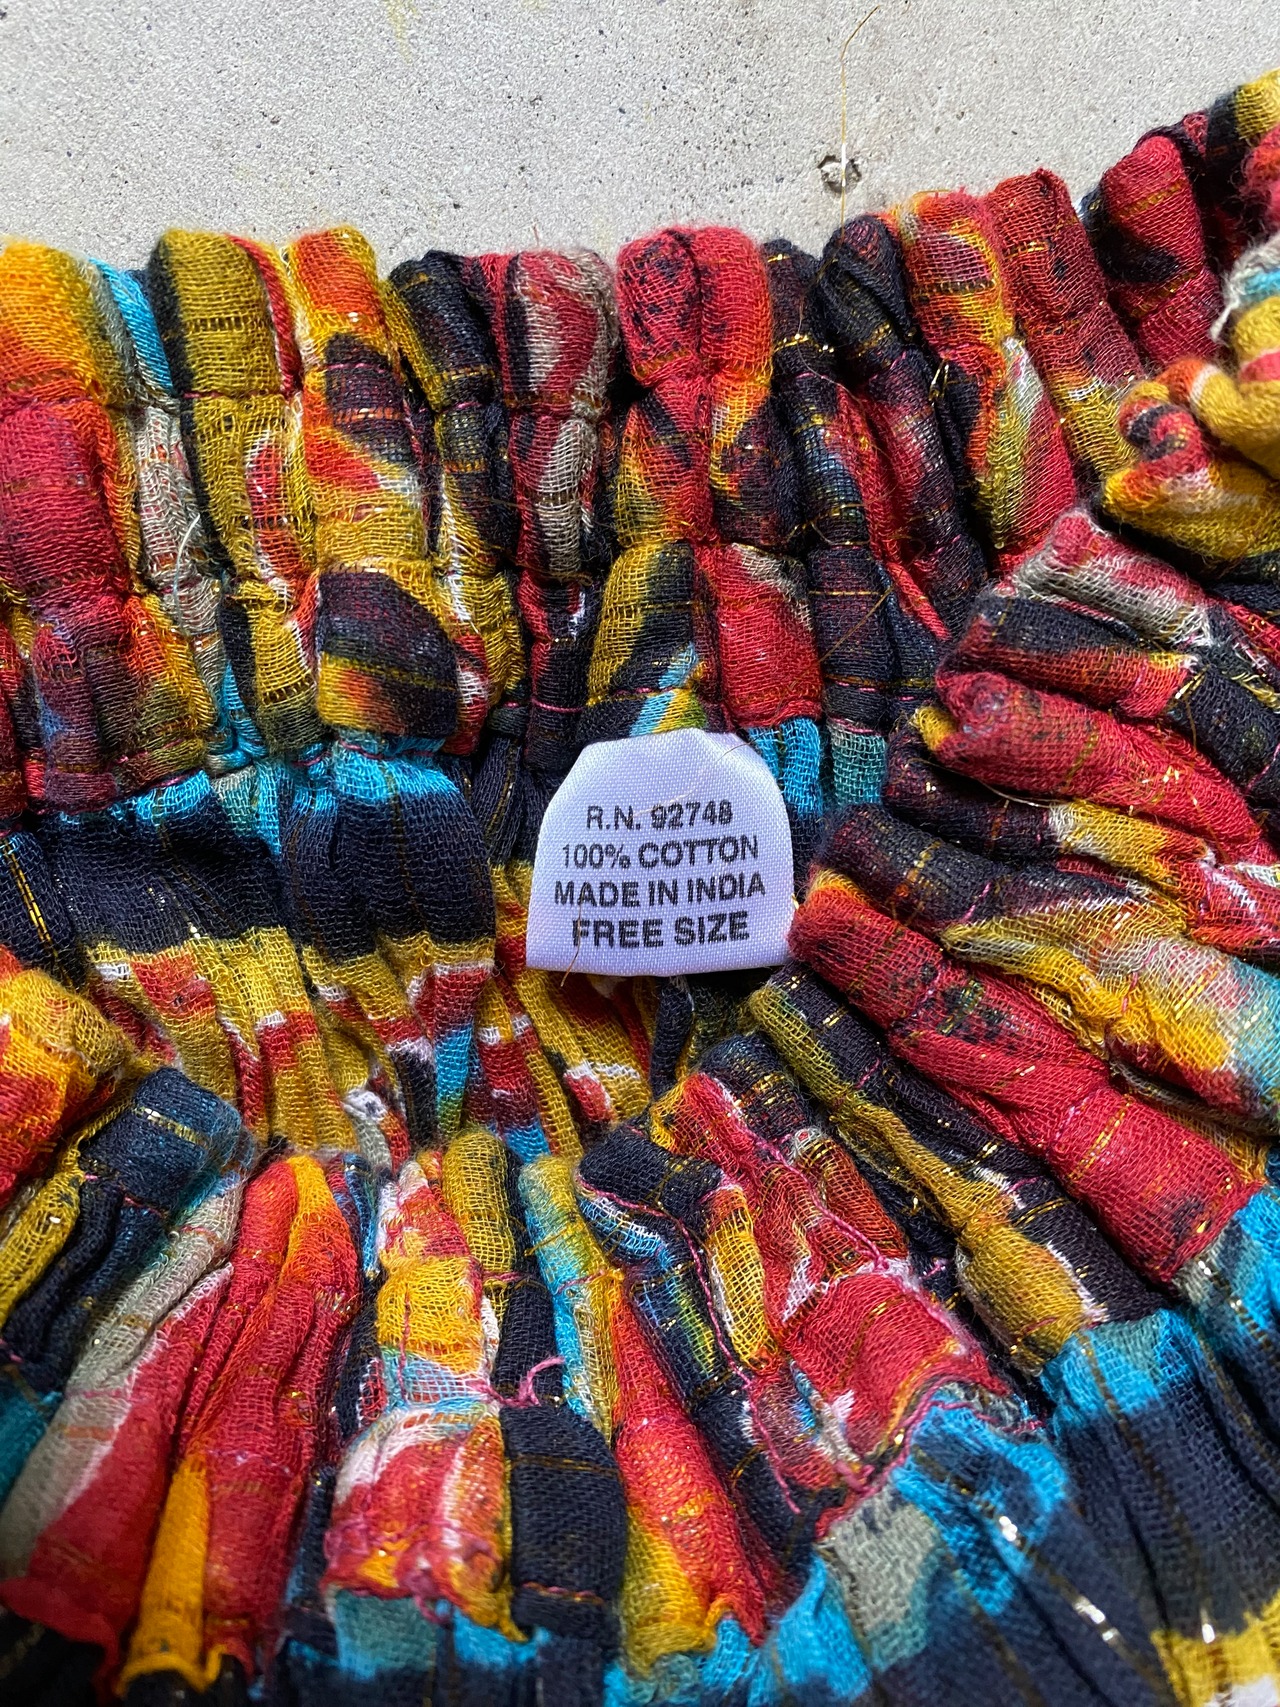 R.N. 92748
100% COTTON
MADE IN INDIA
FREE SIZE